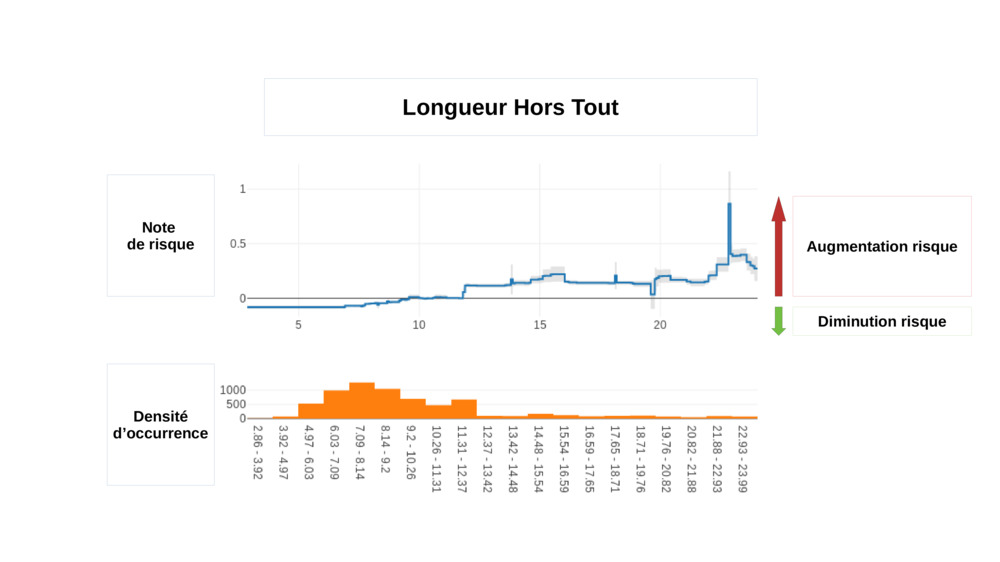 Longueur Hors Tout
Note
de risque
1
0.5
0
5
10
15
20
Augmentation risque
Diminution risque
Densité
d’occurrence
1000
500
0
2.86 - 3.92
3.92 - 4.97
4.97 - 6.03
6.03 - 7.09
7.09 - 8.14
8.14 - 9.2
9.2 - 10.26
10.26 - 11.31
11.31 - 12.37
12.37 - 13.42
13.42 - 14.48
14.48 - 15.54
15.54 - 16.59
16.59 - 17.65
17.65 - 18.71
18.71 - 19.76
19.76 - 20.82
20.82 - 21.88
21.88 - 22.93
22.93 - 23.99